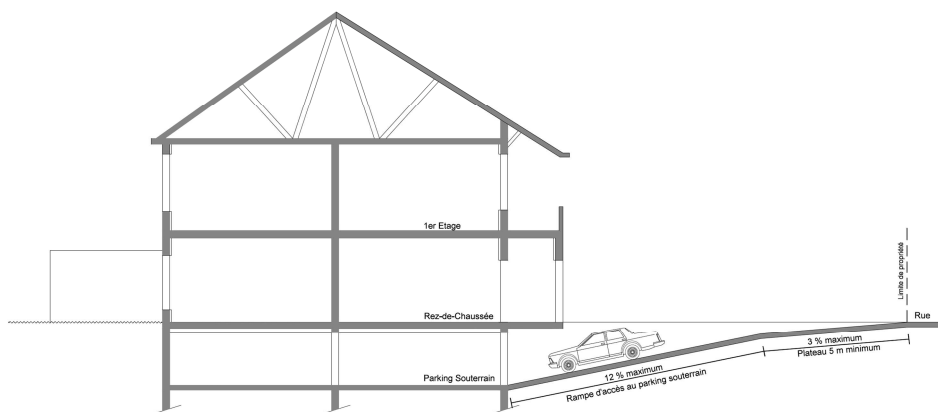 1er Etage
Limite de propriété
Rez-de-Chaussée
Rue
3 % maximum
Plateau 5 m minimum
Parking Souterrain
12 % maximum
Rampe d'accès au parking souterrain